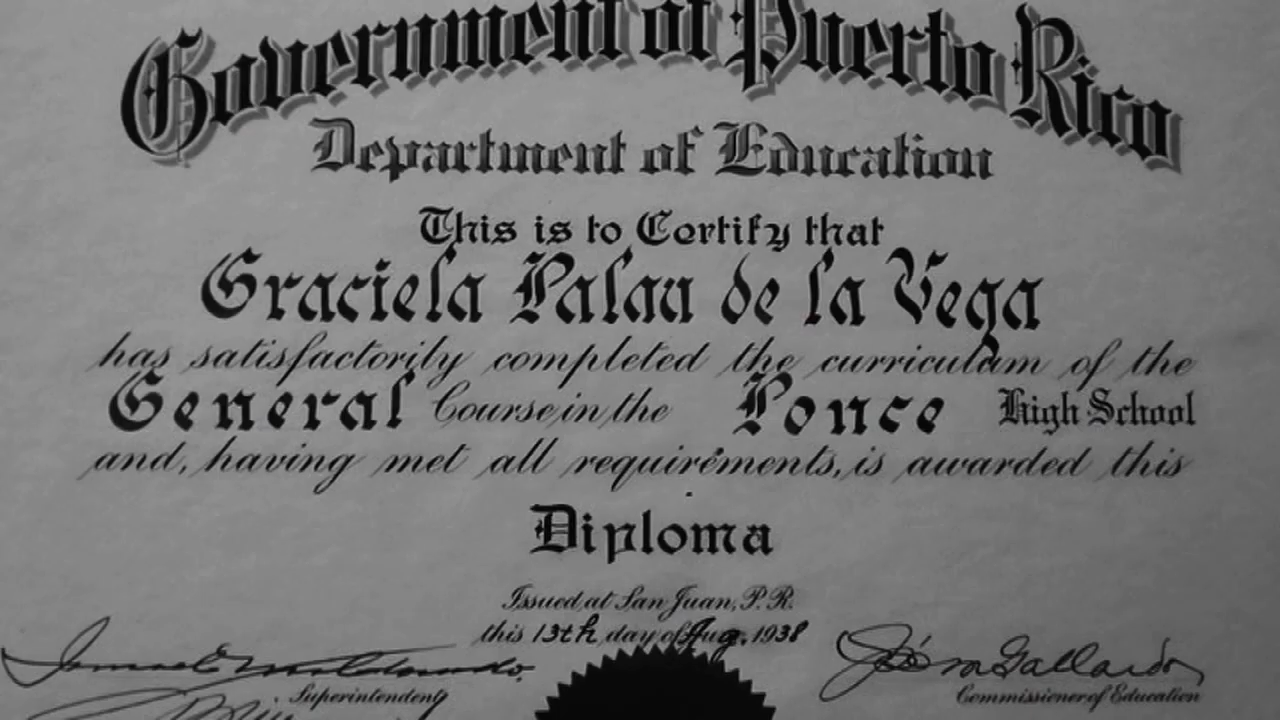 Government of Puerto Rico
Department of Education
This is to Certify that
Graciela Palau de la Vega
has satisfactorily completed the curriculum of the
General Course in the Ponce High School
and, having met all requirements, is awarded this
Diploma
Issued at San Juan, P. R.
this 13th day of Aug. 1938
José M Gallardo
Superintendent
Commissioner of Education